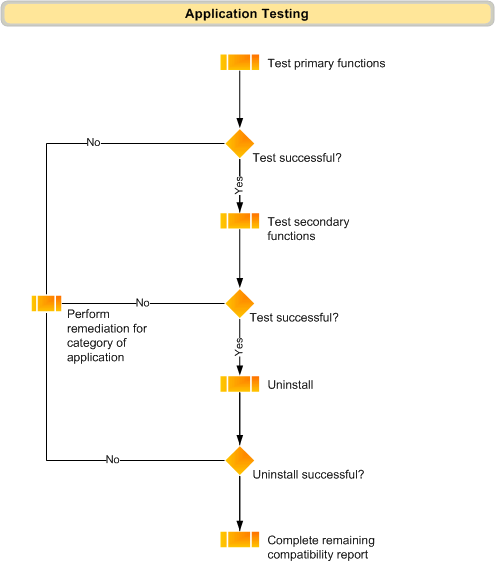 Application Testing
Test primary functions
No
Test successful?
Yes
Test secondary
functions
No
Test successful?
Perform
remediation for
category of
application
Yes
Uninstall
No
Uninstall successful?
Complete remaining
compatibility report